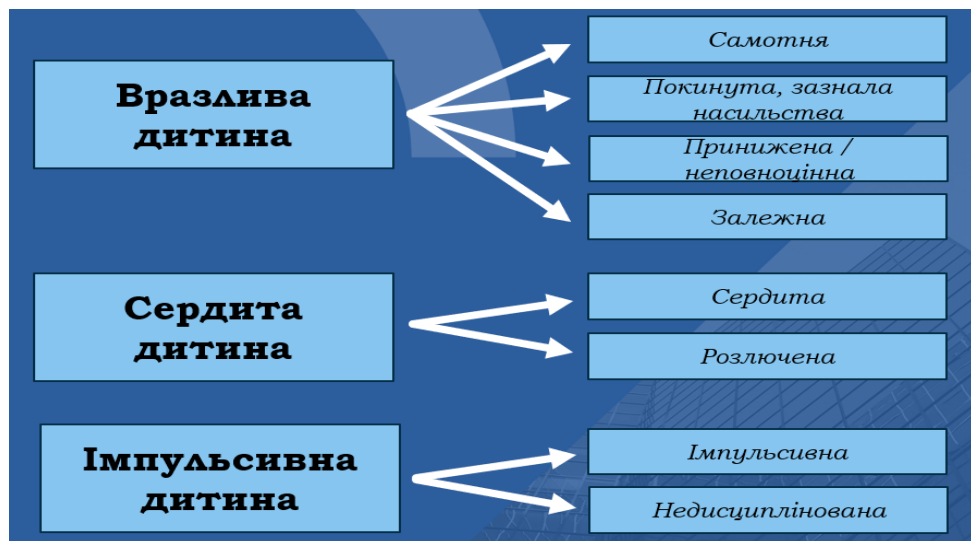 Вразлива
дитина
Самотня
Покинута, зазнала
насильства
Принижена /
неповноцінна
Залежна
Сердита
дитина
Сердита
Розлючена
Імпульсивна
дитина
Імпульсивна
Недисциплінована